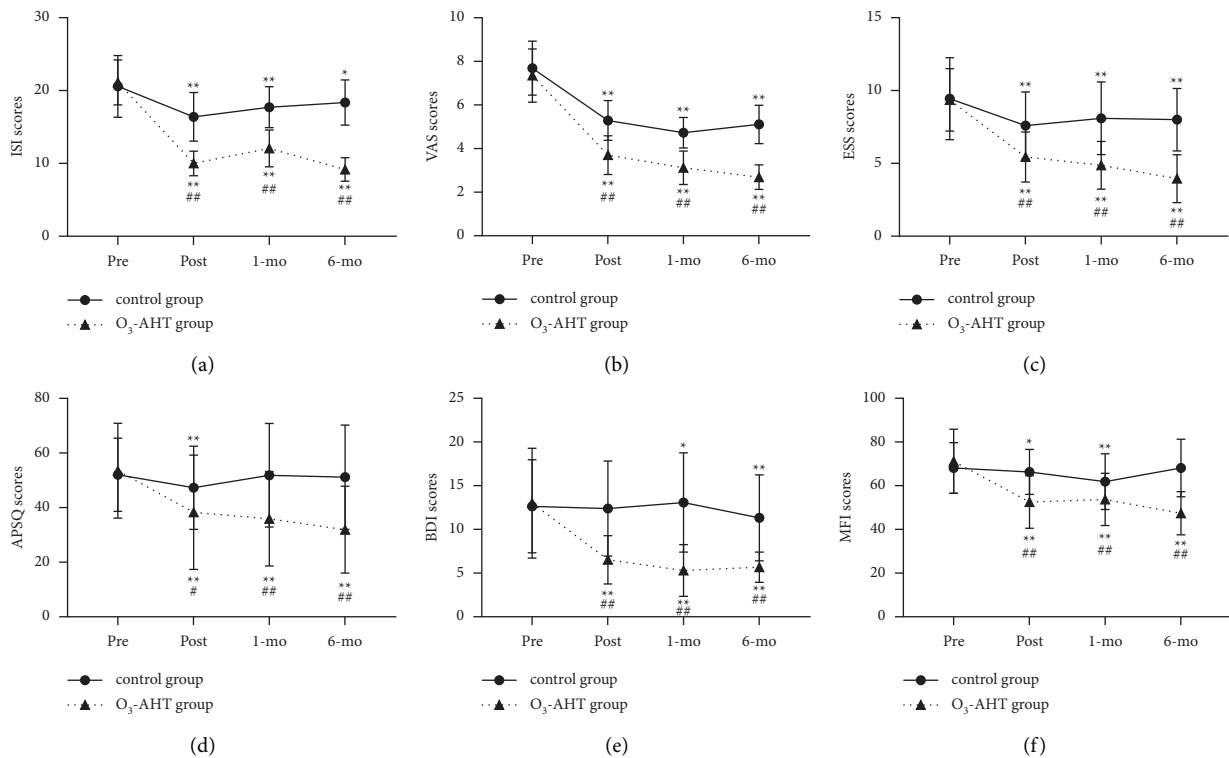 ISI scores
30
20
10
0
** ** *
** ** **
## ## ##
Pre Post 1-mo 6-mo
control group
O3-AHT group
(a)
VAS scores
10
8
6
4
2
0
** ** **
** ** **
## ## ##
Pre Post 1-mo 6-mo
control group
O3-AHT group
(b)
ESS scores
15
10
5
0
** ** **
** ** **
## ## ##
Pre Post 1-mo 6-mo
control group
O3-AHT group
(c)
APSQ scores
80
60
40
20
0
**
** ** **
# ## ##
Pre Post 1-mo 6-mo
control group
O3-AHT group
(d)
BDI scores
25
20
15
10
5
0
* **
** ** **
## ## ##
Pre Post 1-mo 6-mo
control group
O3-AHT group
(e)
MFI scores
100
80
60
40
20
0
* **
** ** **
## ## ##
Pre Post 1-mo 6-mo
control group
O3-AHT group
(f)